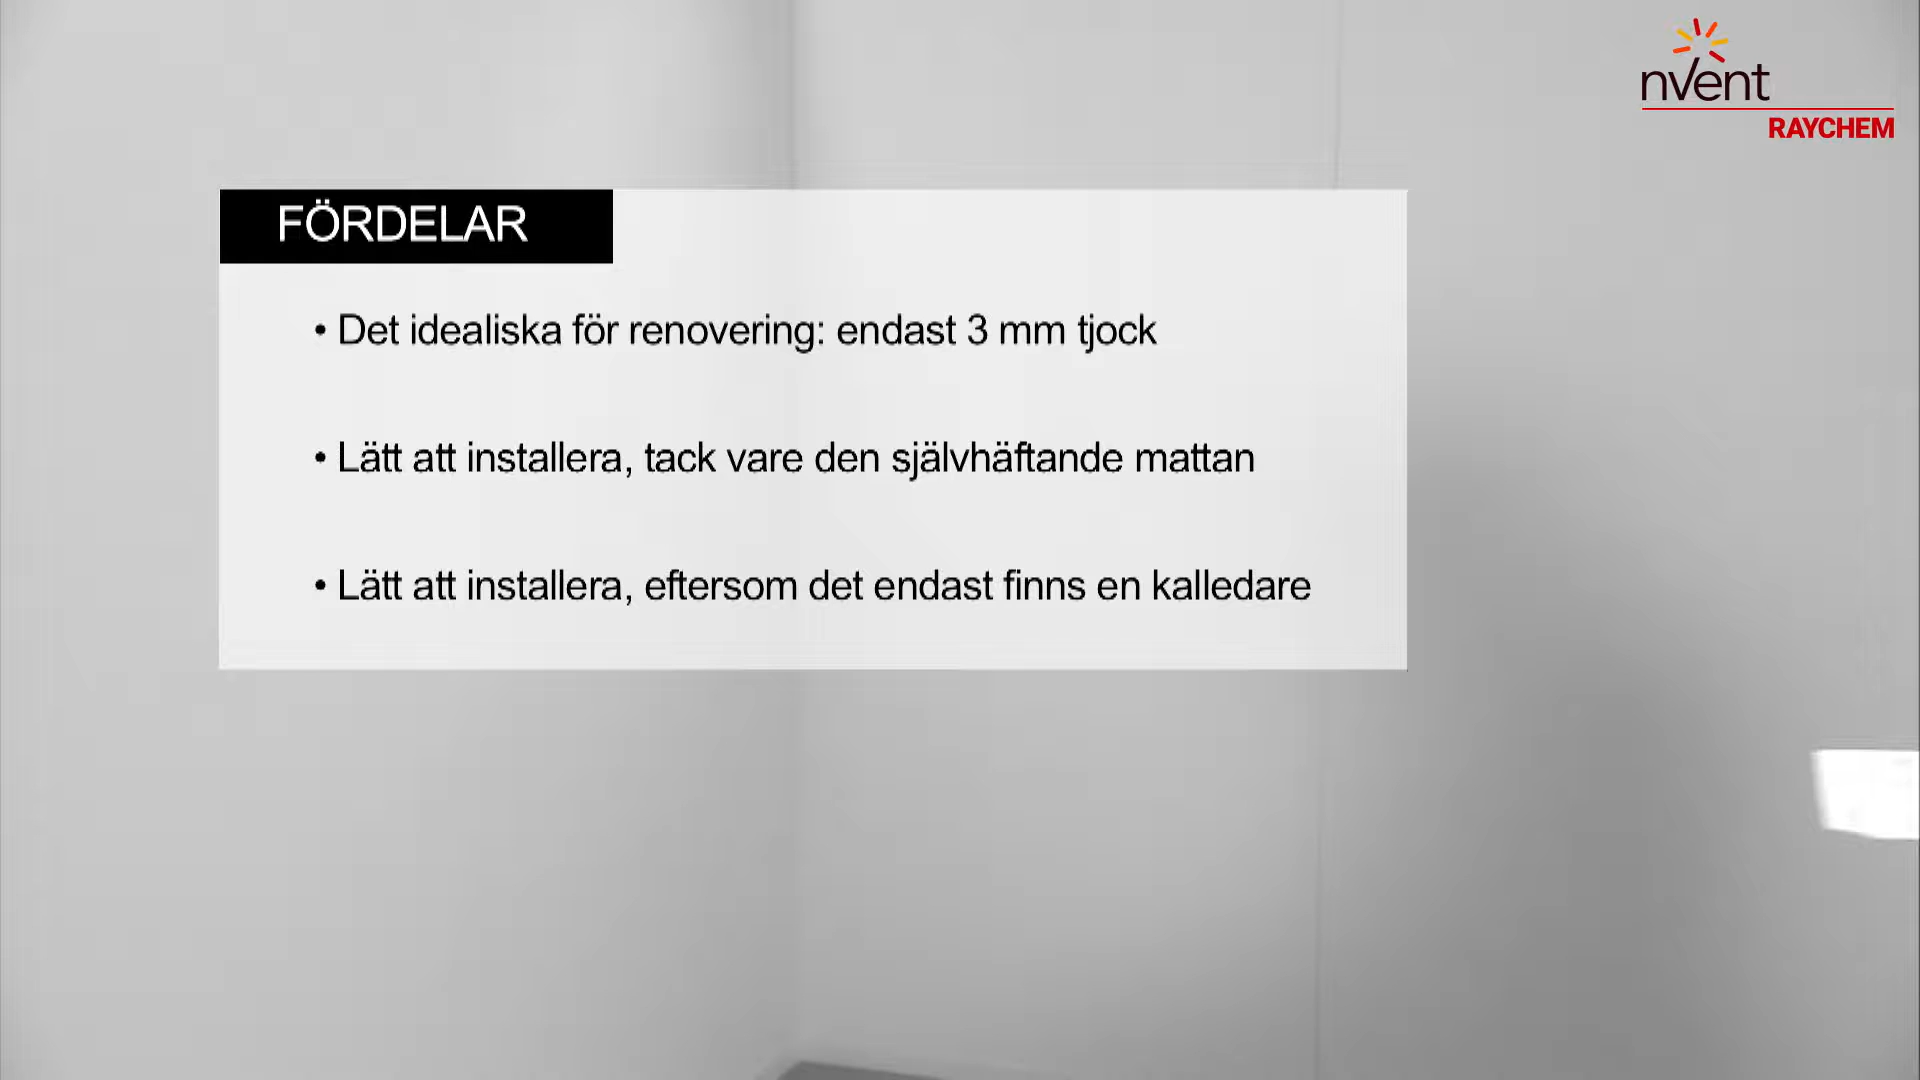 nVent
RAYCHEM
FÖRDELAR
• Det idealiska för renovering: endast 3 mm tjock
• Lätt att installera, tack vare den självhäftande mattan
• Lätt att installera, eftersom det endast finns en kalledare